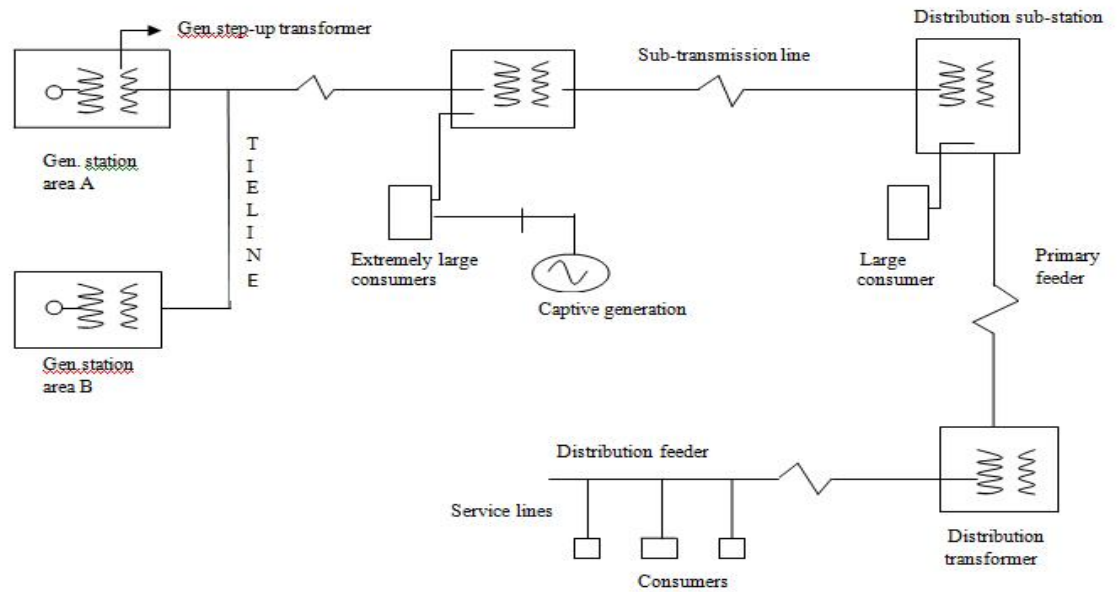 Distribution sub-station
Gen.step-up transformer
Sub-transmission line
Gen. station
area A
T
I
E
L
I
N
E
Extremely large
consumers
Captive generation
Large
consumer
Primary
feeder
Gen.station
area B
Distribution feeder
Service lines
Consumers
Distribution
transformer